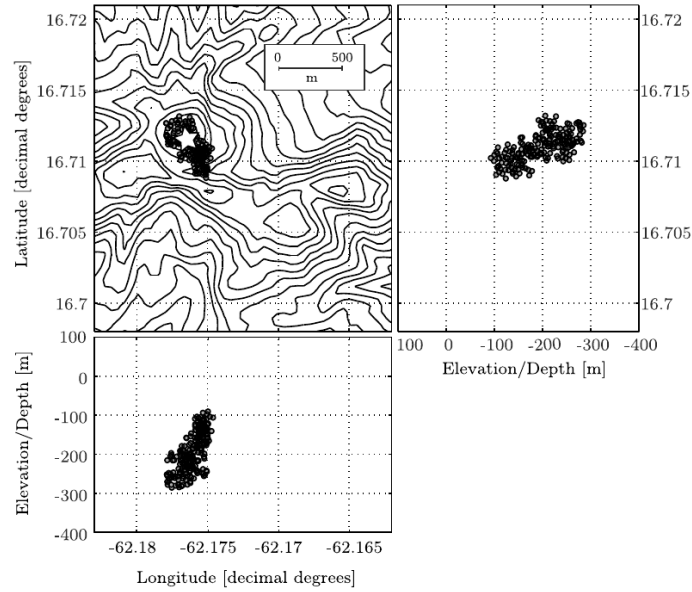 16.72
16.715
16.71
16.705
16.7
Latitude [decimal degrees]
0 500
m
16.72
16.715
16.71
16.705
16.7
100 0 -100 -200 -300 -400
Elevation/Depth [m]
100
0
-100
-200
-300
-400
Elevation/Depth [m]
-62.18 -62.175 -62.17 -62.165
Longitude [decimal degrees]